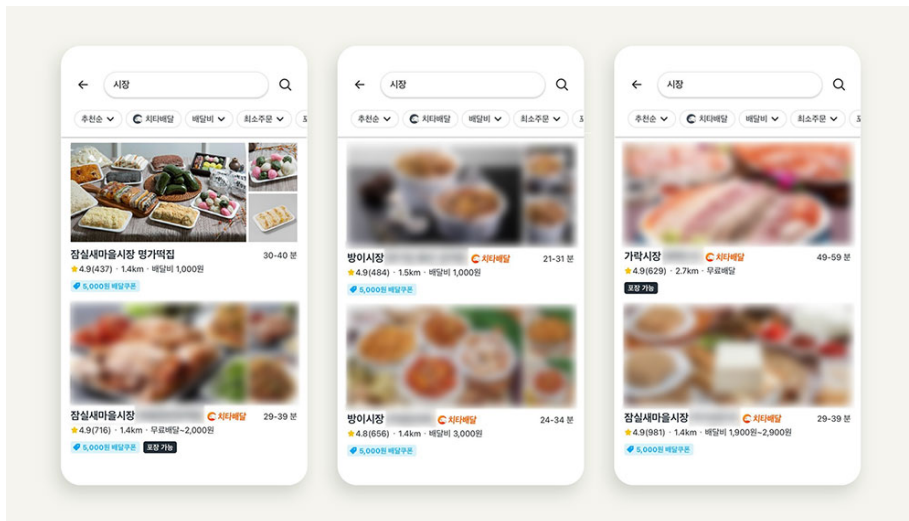 시장
추천순
치타배달
배달비
최소주문
잠실새마을시장 명가떡집
30-40 분
4.9(437) · 1.4km · 배달비 1,000원
5,000원 배달쿠폰
잠실새마을시장
치타배달
29-39 분
4.9(716) · 1.4km · 무료배달~2,000원
5,000원 배달쿠폰 포장 가능
시장
추천순
치타배달
배달비
최소주문
방이시장
치타배달
21-31 분
4.9(484) · 1.5km · 배달비 1,000원
5,000원 배달쿠폰
방이시장
치타배달
24-34 분
4.8(656) · 1.4km · 배달비 3,000원
5,000원 배달쿠폰
시장
추천순
치타배달
배달비
최소주문
가락시장
치타배달
49-59 분
4.9(629) · 2.7km · 무료배달
포장 가능
잠실새마을시장
치타배달
29-39 분
4.9(981) · 1.4km · 배달비 1,900원~2,900원
5,000원 배달쿠폰